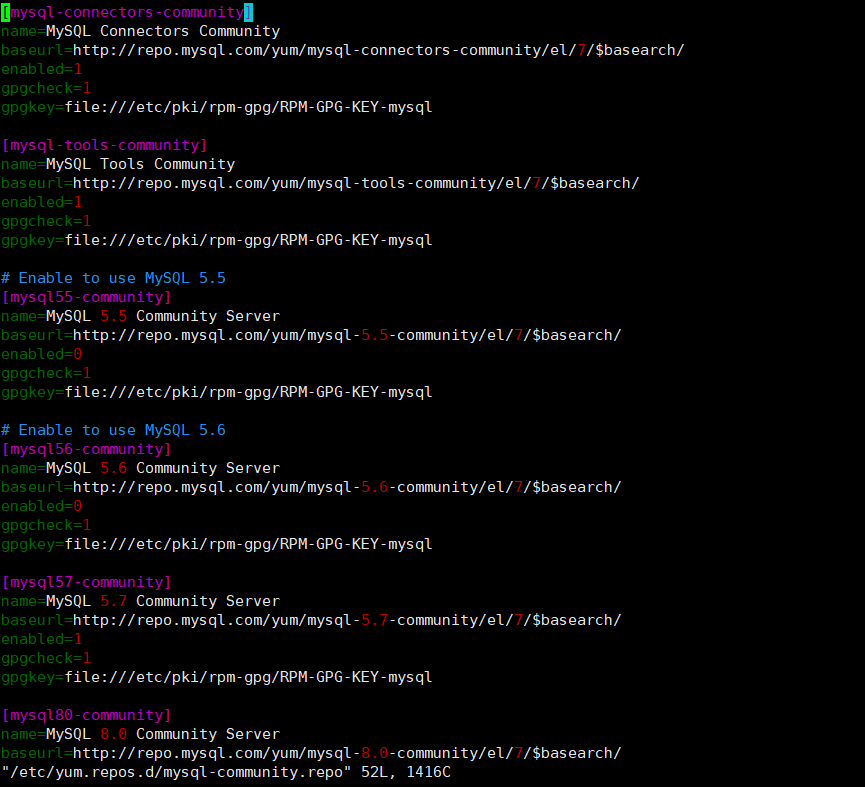 [mysql-connectors-community]
name=MySQL Connectors Community
baseurl=http://repo.mysql.com/yum/mysql-connectors-community/el/7/$basearch/
enabled=1
gpgcheck=1
gpgkey=file:///etc/pki/rpm-gpg/RPM-GPG-KEY-mysql

[mysql-tools-community]
name=MySQL Tools Community
baseurl=http://repo.mysql.com/yum/mysql-tools-community/el/7/$basearch/
enabled=1
gpgcheck=1
gpgkey=file:///etc/pki/rpm-gpg/RPM-GPG-KEY-mysql

# Enable to use MySQL 5.5
[mysql55-community]
name=MySQL 5.5 Community Server
baseurl=http://repo.mysql.com/yum/mysql-5.5-community/el/7/$basearch/
enabled=0
gpgcheck=1
gpgkey=file:///etc/pki/rpm-gpg/RPM-GPG-KEY-mysql

# Enable to use MySQL 5.6
[mysql56-community]
name=MySQL 5.6 Community Server
baseurl=http://repo.mysql.com/yum/mysql-5.6-community/el/7/$basearch/
enabled=0
gpgcheck=1
gpgkey=file:///etc/pki/rpm-gpg/RPM-GPG-KEY-mysql

[mysql57-community]
name=MySQL 5.7 Community Server
baseurl=http://repo.mysql.com/yum/mysql-5.7-community/el/7/$basearch/
enabled=1
gpgcheck=1
gpgkey=file:///etc/pki/rpm-gpg/RPM-GPG-KEY-mysql

[mysql80-community]
name=MySQL 8.0 Community Server
baseurl=http://repo.mysql.com/yum/mysql-8.0-community/el/7/$basearch/
"/etc/yum.repos.d/mysql-community.repo" 52L, 1416C